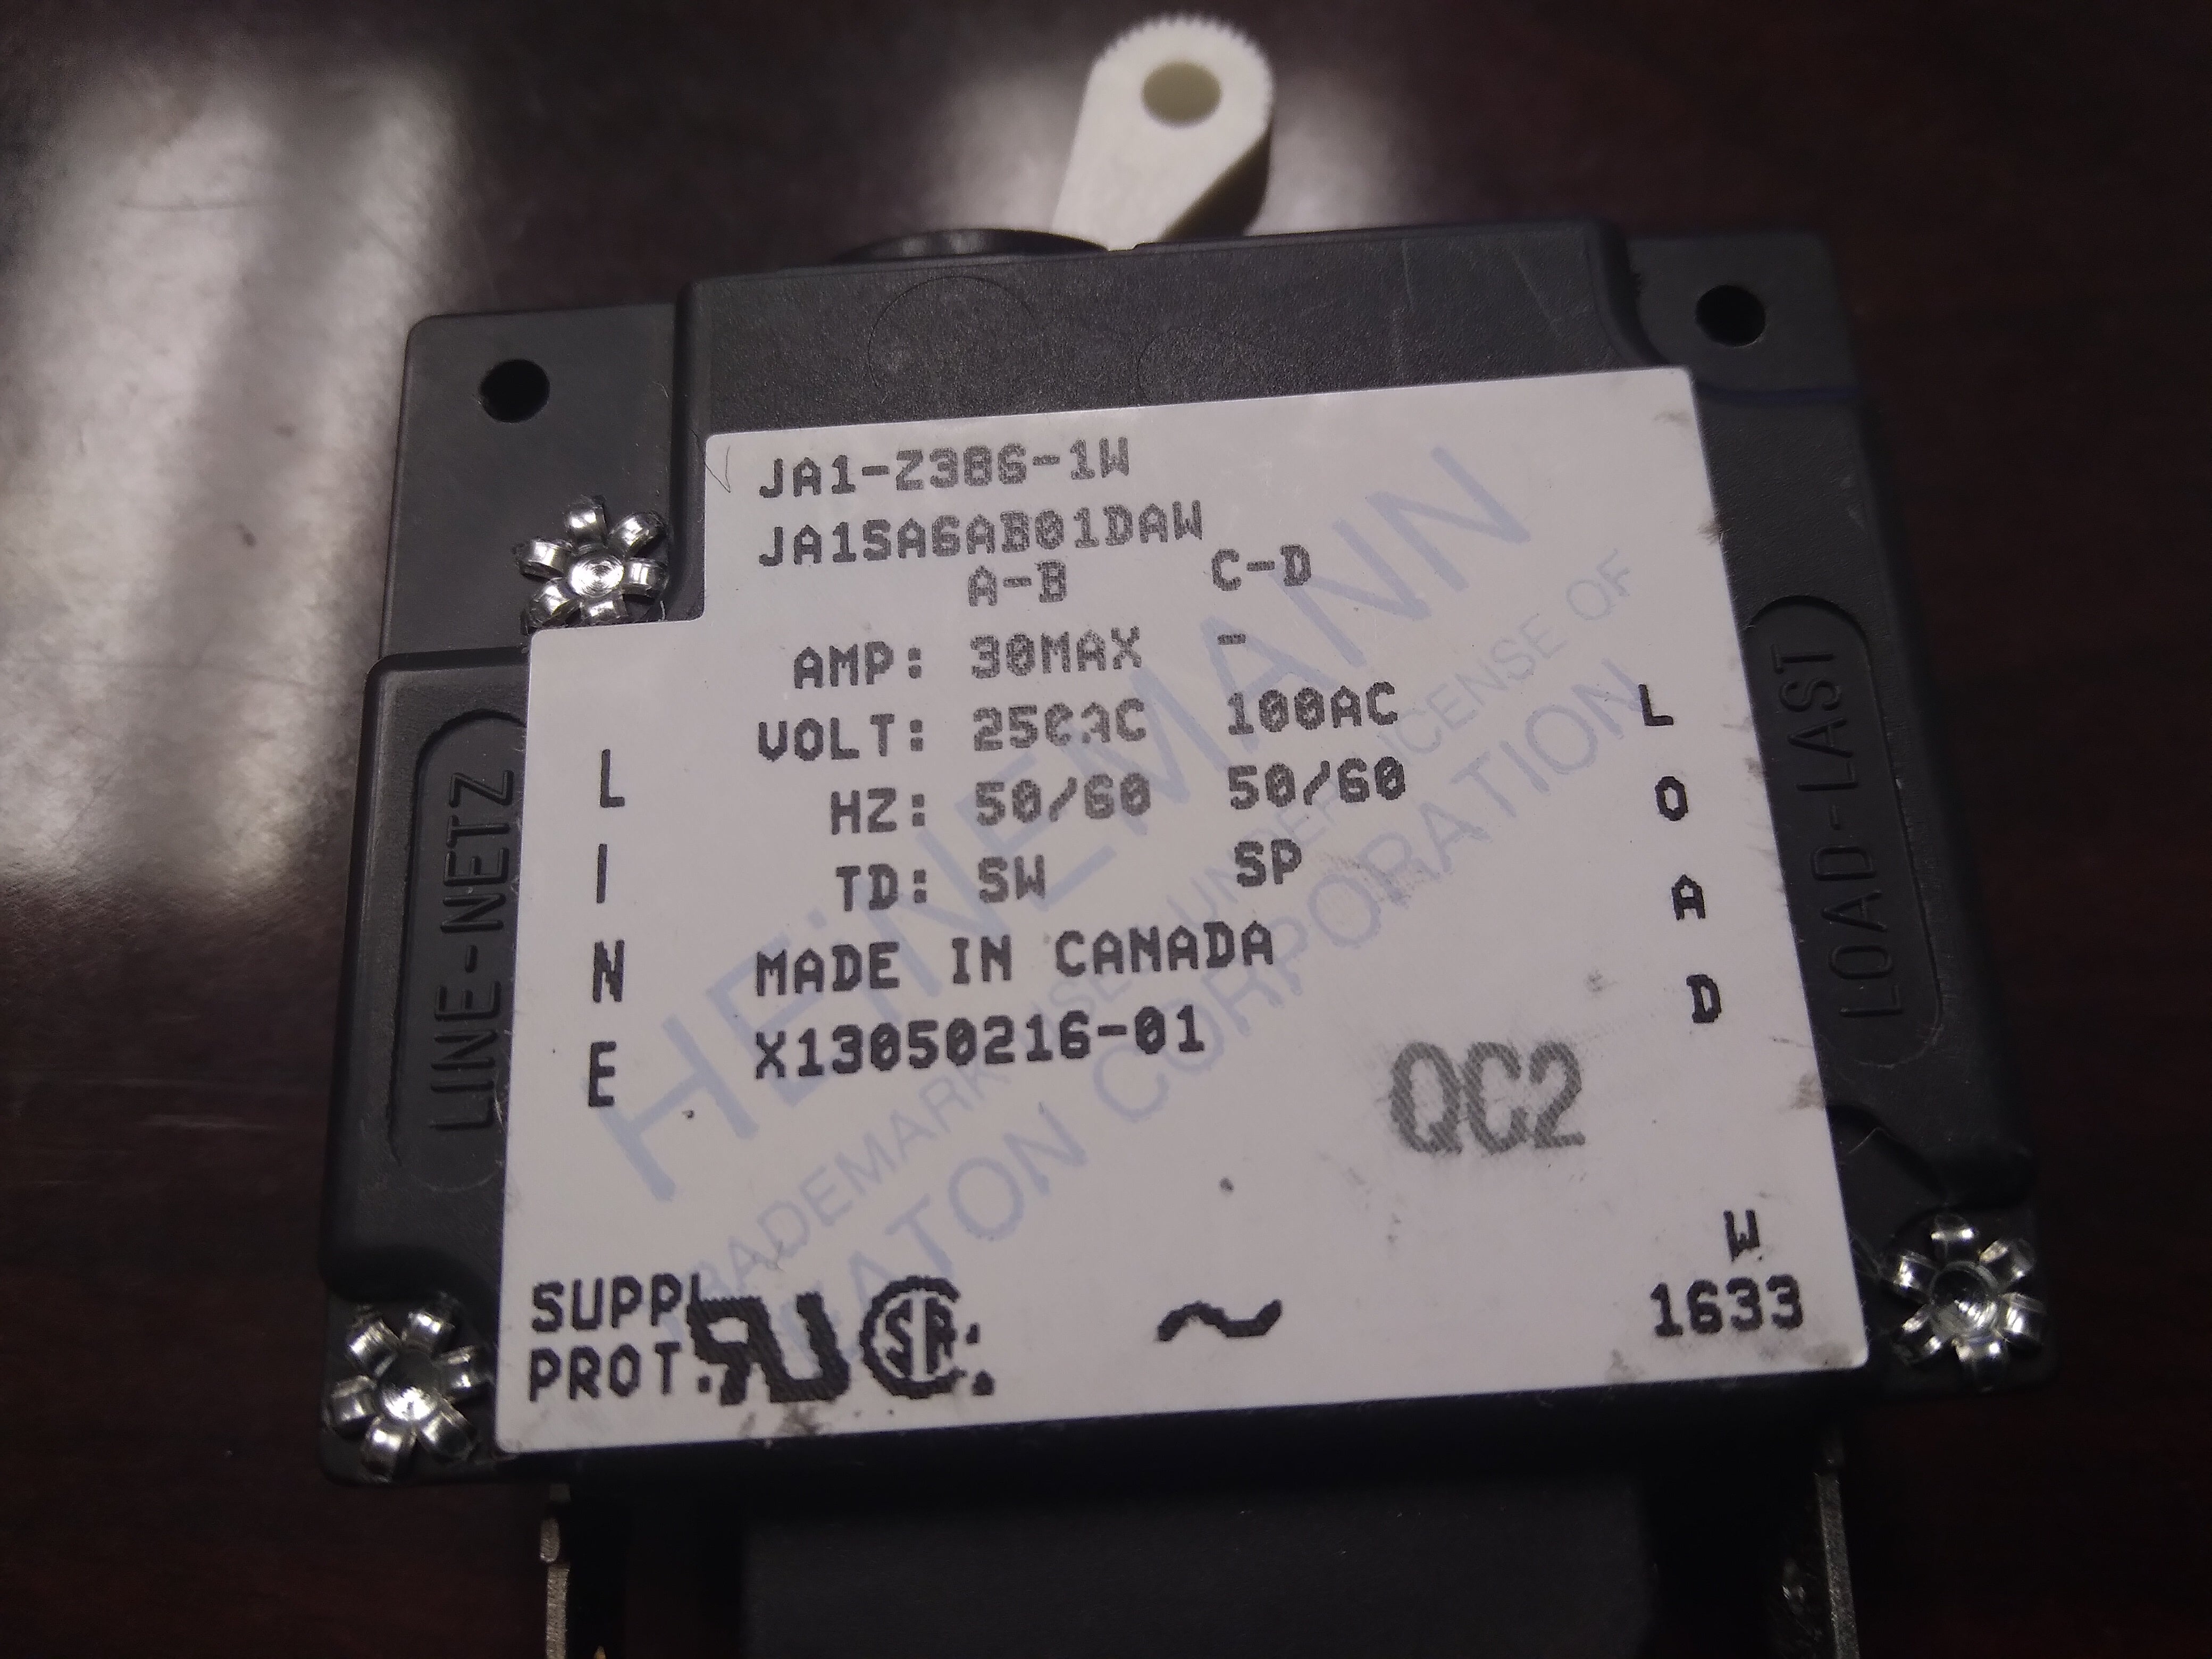 JA1-Z386-1W
JA1SA6AB01DAW
A-B C-D
AMP: 30MAX -
VOLT: 250AC 100AC
HZ: 50/60 50/60
TD: SW SP
MADE IN CANADA
X13050216-01
LINE
LOAD
LINE-NETZ
LOAD-LAST
HEINEMANN
TRADEMARK USED UNDER LICENSE OF
EATON CORPORATION
QC2
W
1633
SUPPL
PROT.
~